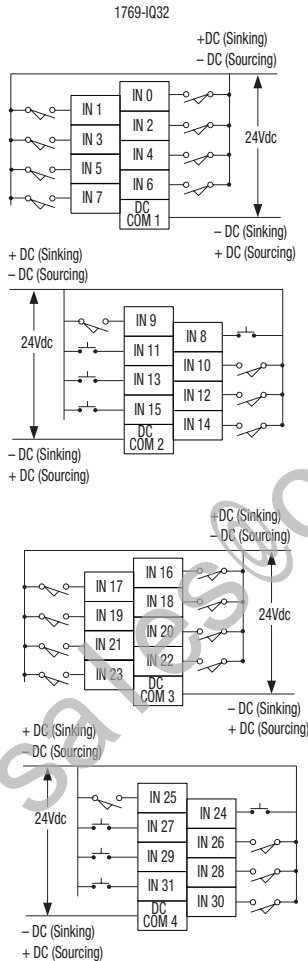 1769-IQ32
+DC (Sinking)
– DC (Sourcing)
IN 0
IN 1
IN 2
IN 3
IN 4
IN 5
IN 6
IN 7
DC
COM 1
24Vdc
– DC (Sinking)
+ DC (Sourcing)
+ DC (Sinking)
– DC (Sourcing)
24Vdc
IN 9
IN 8
IN 11
IN 10
IN 13
IN 12
IN 15
IN 14
DC
COM 2
– DC (Sinking)
+ DC (Sourcing)
+DC (Sinking)
– DC (Sourcing)
IN 16
IN 17
IN 18
IN 19
IN 20
IN 21
IN 22
IN 23
DC
COM 3
24Vdc
– DC (Sinking)
+ DC (Sourcing)
+ DC (Sinking)
– DC (Sourcing)
24Vdc
IN 25
IN 24
IN 27
IN 26
IN 29
IN 28
IN 31
IN 30
DC
COM 4
– DC (Sinking)
+ DC (Sourcing)
sales@o